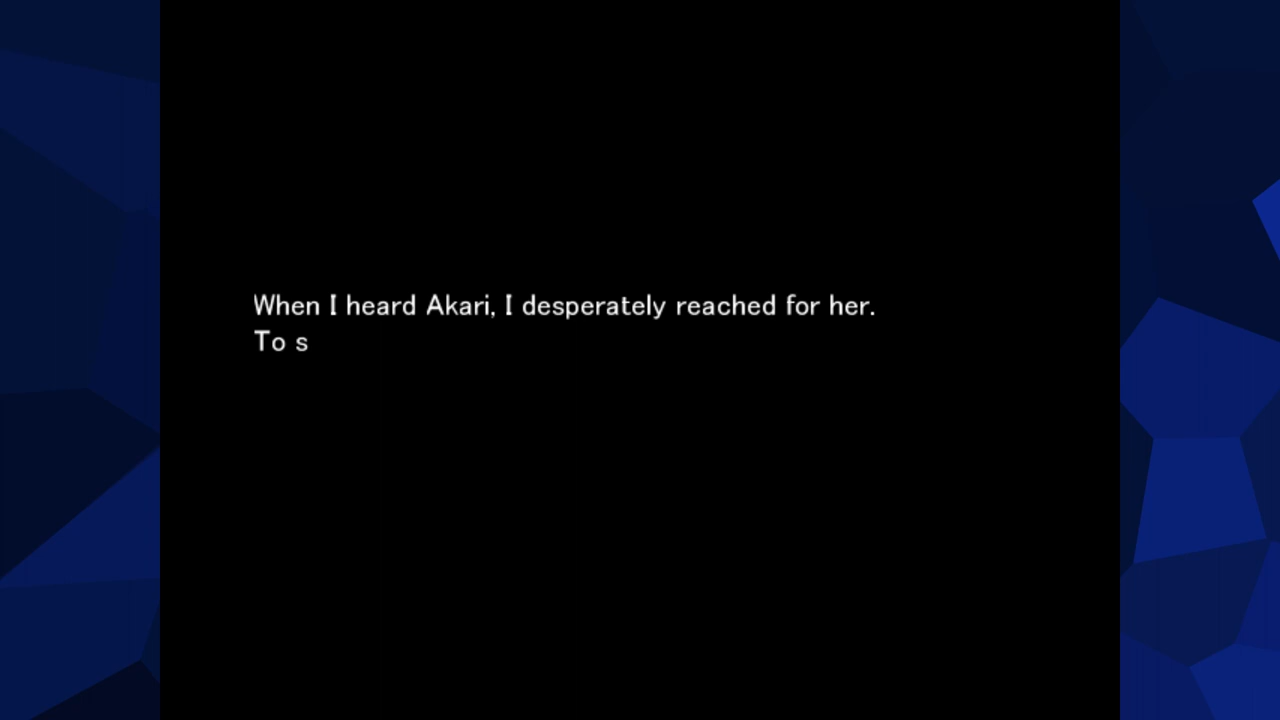 When I heard Akari, I desperately reached for her.
To s